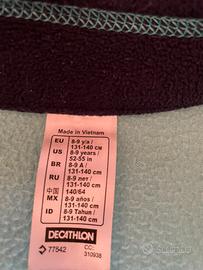 Made in Vietnam
EU 8-9 y/a /
131-140 cm
US 8-9 years/
52-55 in
BR 8-9 A /
131-140 cm
RU 8-9 лет /
131-140 cm
中国 140/64
MX 8-9 años/
131-140 cm
ID 8-9 Tahun /
131-140 cm
DECATHLON
77542 CC:
310938
Subito